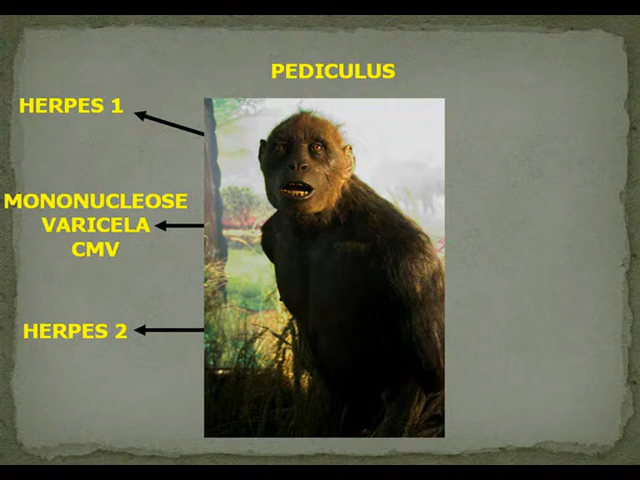 PEDICULUS
HERPES 1
MONONUCLEOSE
VARICELA
CMV
HERPES 2